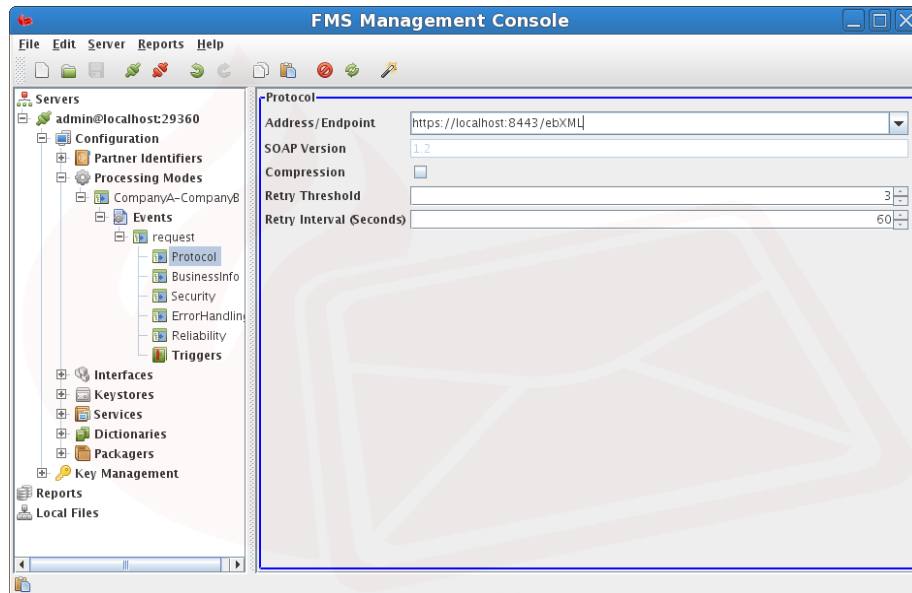 FMS Management Console
File Edit Server Reports Help
Servers
admin@localhost:29360
Configuration
Partner Identifiers
Processing Modes
CompanyA-CompanyB
Events
request
Protocol
BusinessInfo
Security
ErrorHandling
Reliability
Triggers
Interfaces
Keystores
Services
Dictionaries
Packagers
Key Management
Reports
Local Files
Protocol
Address/Endpoint https://localhost:8443/ebXML
SOAP Version 1.2
Compression
Retry Threshold 3
Retry Interval (Seconds) 60